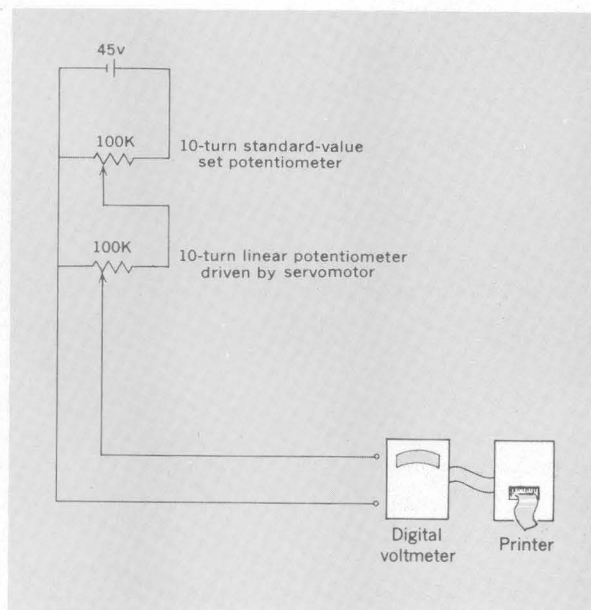 45v
100K
10-turn standard-value
set potentiometer
100K
10-turn linear potentiometer
driven by servomotor
Digital
voltmeter
Printer